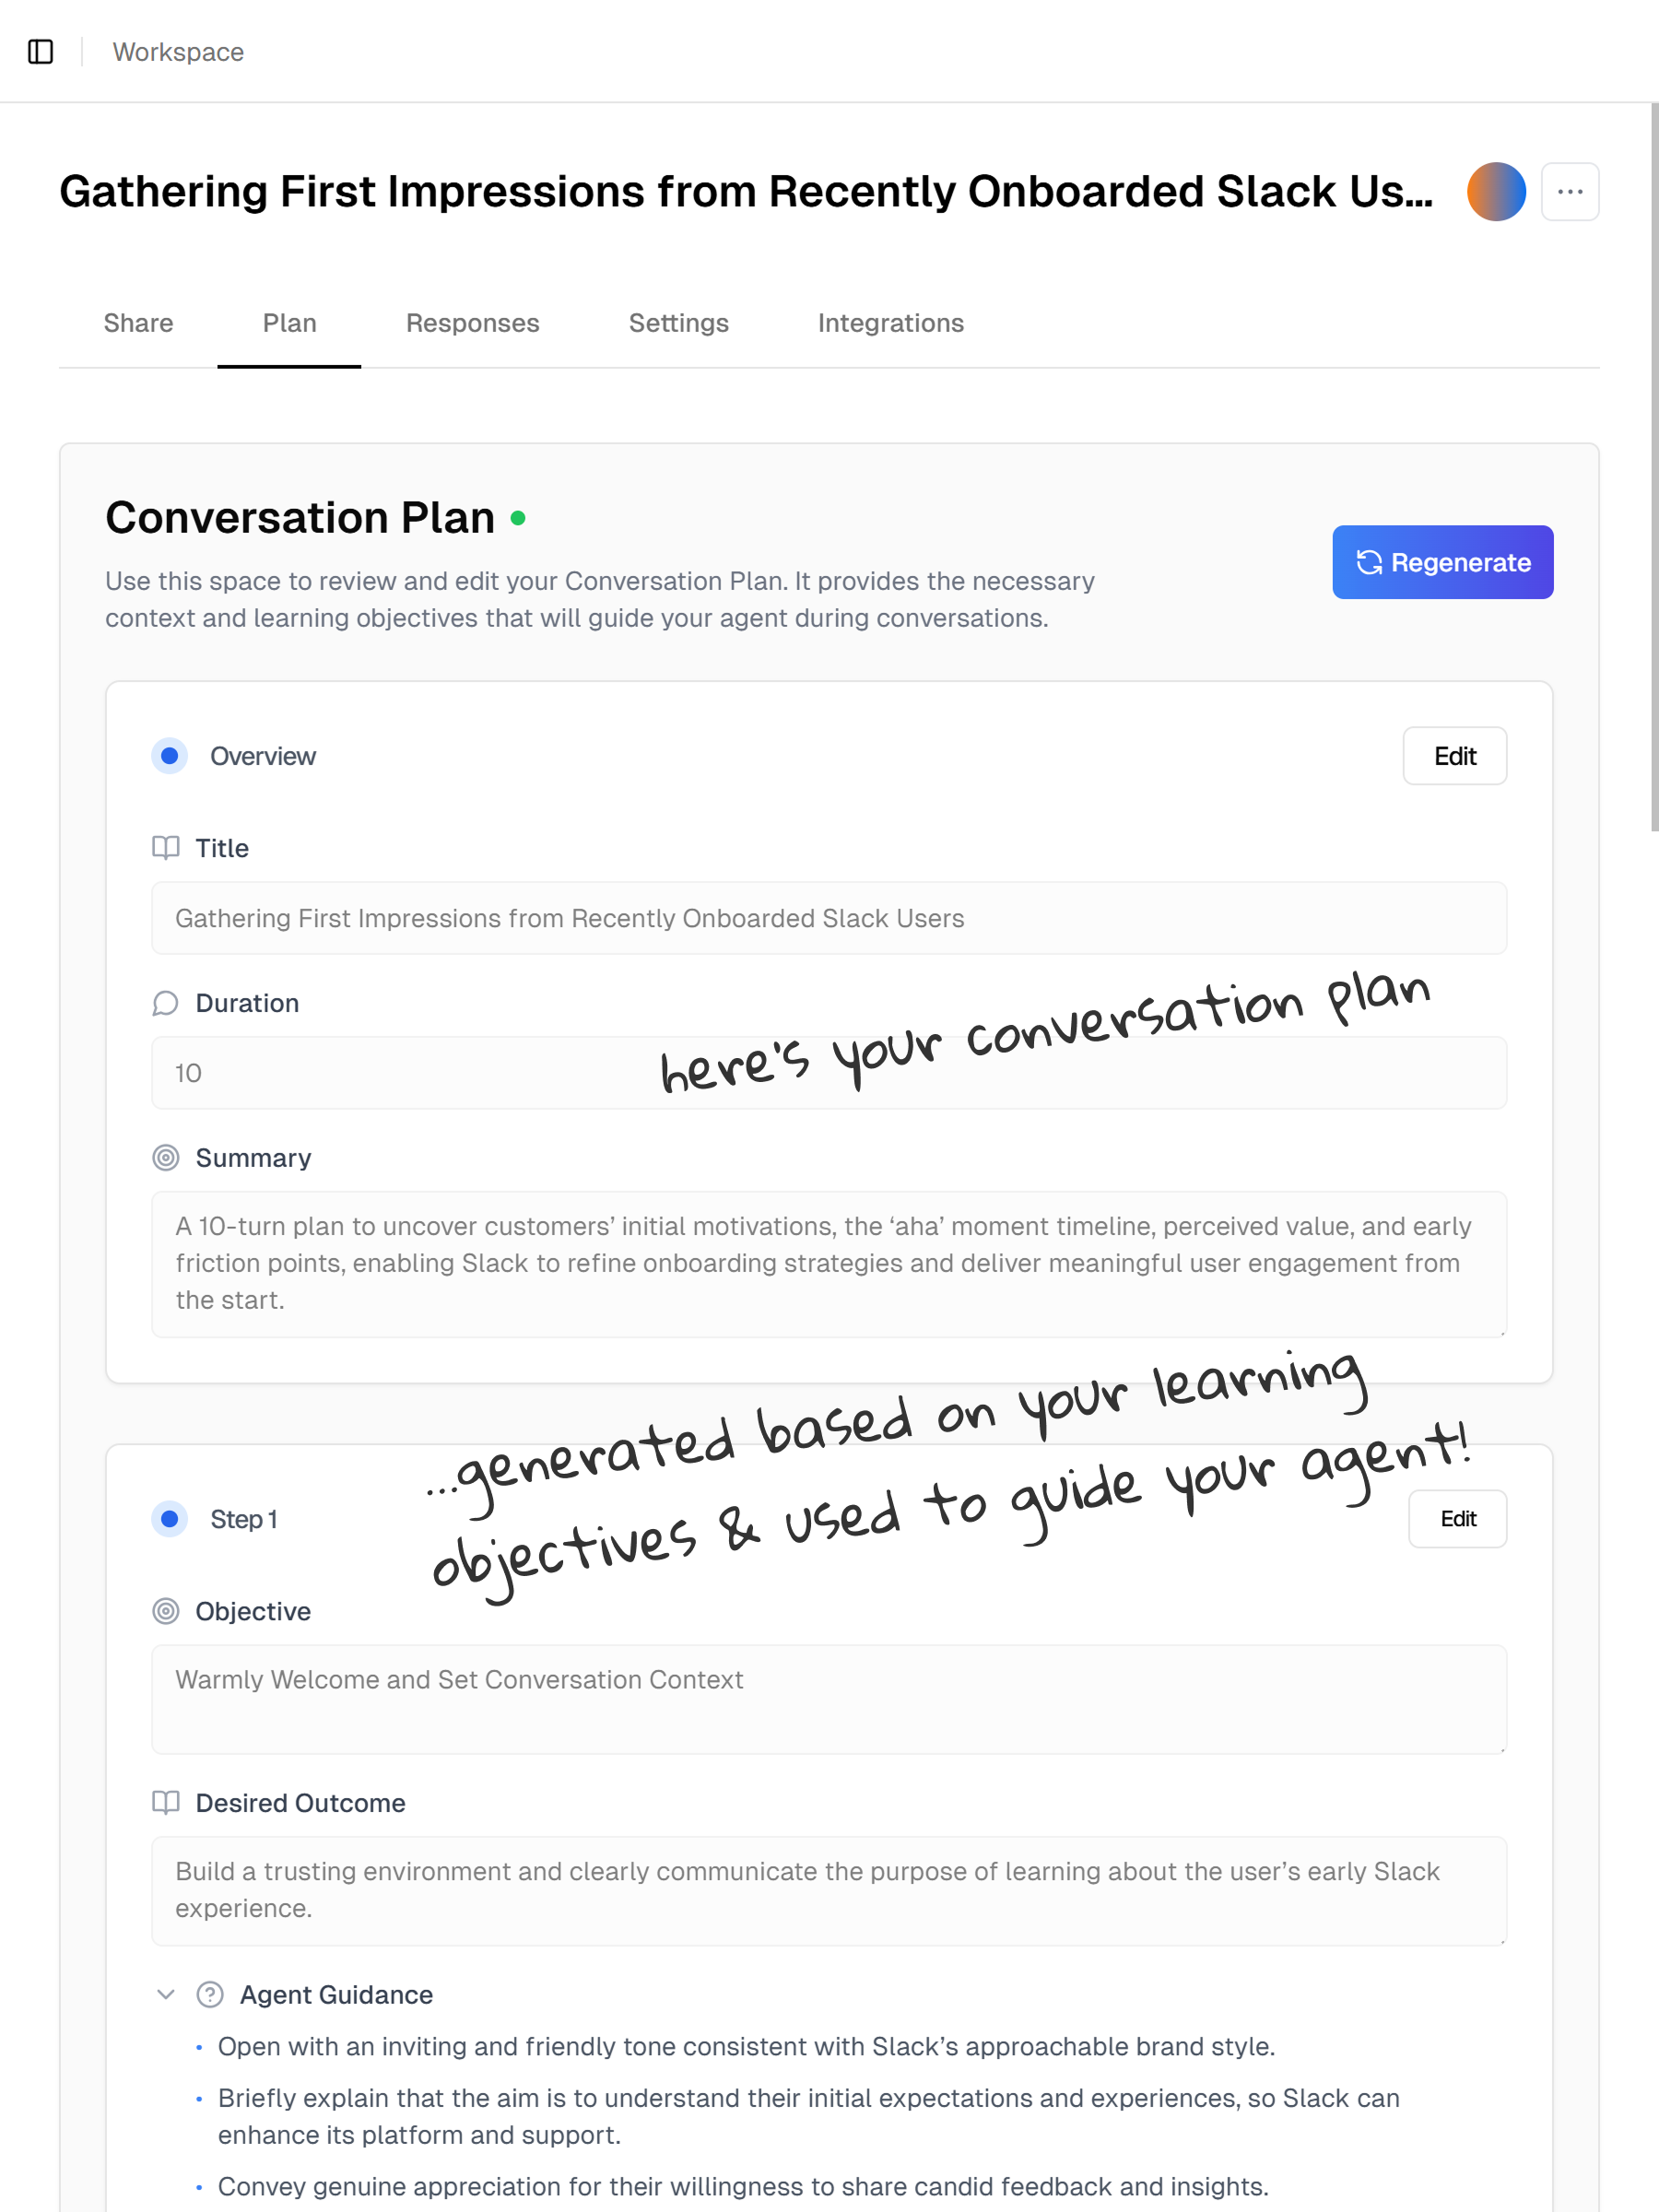 Workspace
Gathering First Impressions from Recently Onboarded Slack Us...
Share
Plan
Responses
Settings
Integrations
Conversation Plan
Use this space to review and edit your Conversation Plan. It provides the necessary
context and learning objectives that will guide your agent during conversations.
Regenerate
Overview
Edit
Title
Gathering First Impressions from Recently Onboarded Slack Users
Duration
10
here's your conversation plan
Summary
A 10-turn plan to uncover customers’ initial motivations, the ‘aha’ moment timeline, perceived value, and early
friction points, enabling Slack to refine onboarding strategies and deliver meaningful user engagement from
the start.
...generated based on your learning
objectives & used to guide your agent!
Step 1
Edit
Objective
Warmly Welcome and Set Conversation Context
Desired Outcome
Build a trusting environment and clearly communicate the purpose of learning about the user’s early Slack
experience.
Agent Guidance
• Open with an inviting and friendly tone consistent with Slack’s approachable brand style.
• Briefly explain that the aim is to understand their initial expectations and experiences, so Slack can
enhance its platform and support.
• Convey genuine appreciation for their willingness to share candid feedback and insights.